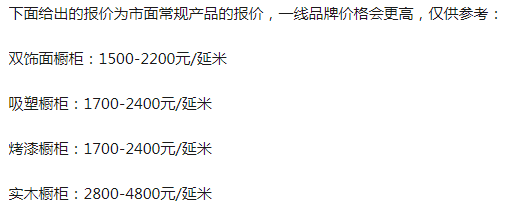 下面给出的报价为市面常规产品的报价，一线品牌价格会更高，仅供参考：
双饰面橱柜：1500-2200元/延米
吸塑橱柜：1700-2400元/延米
烤漆橱柜：1700-2400元/延米
实木橱柜：2800-4800元/延米